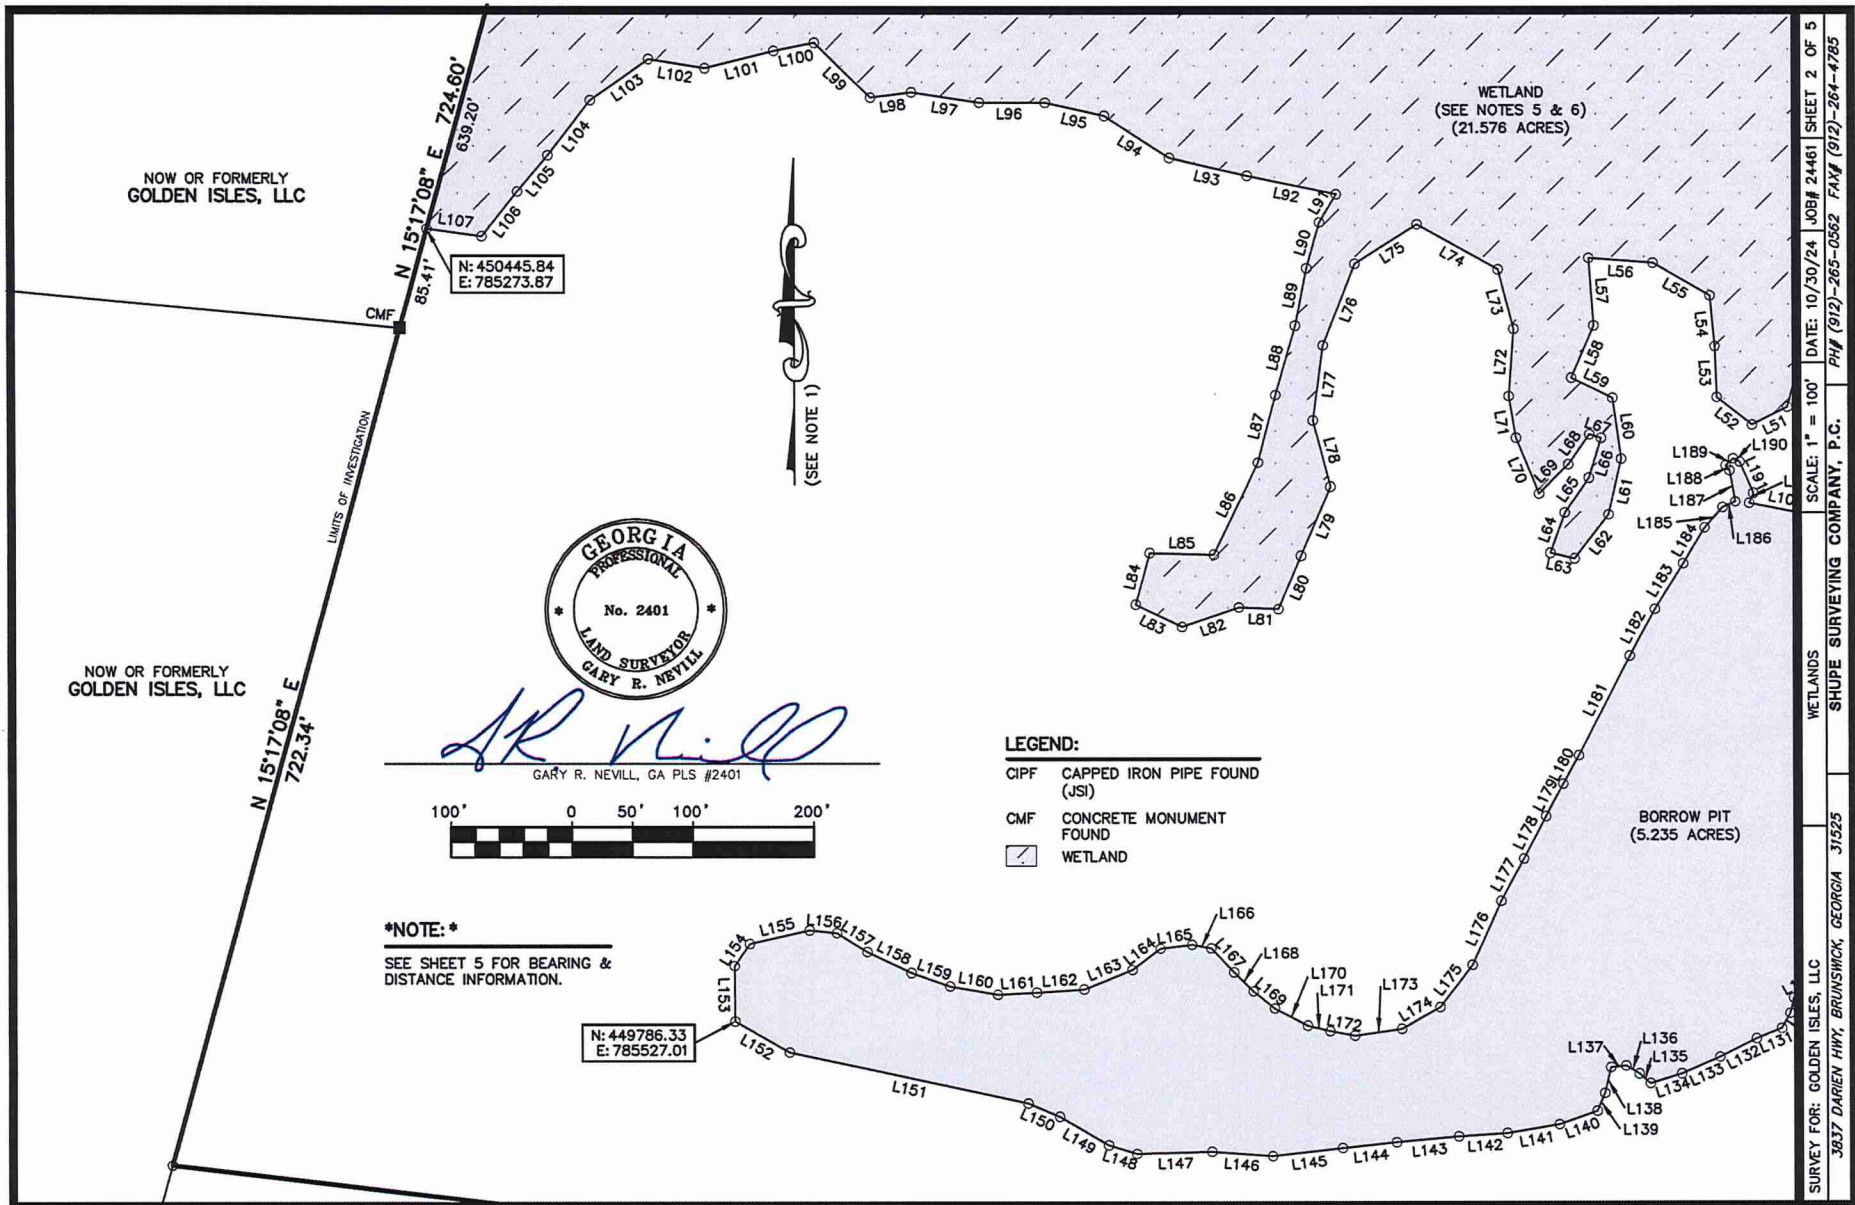 NOW OR FORMERLY
GOLDEN ISLES, LLC
N 15°17'08" E 724.60'
639.20'
L107
L106
L105
L104
L103
L102
L101
L100
L99
L98
L97
L96
L95
L94
L93
L92
L91
L90
L89
L88
L87
L86
L85
L84
L83
L82
L81
L80
L79
L78
L77
L76
L75
L74
L73
L72
L71
L70
L69
L68
L67
L66
L65
L64
L63
L62
L61
L60
L59
L58
L57
L56
L55
L54
L53
L52
L51
WETLAND
(SEE NOTES 5 & 6)
(21.576 ACRES)
N: 450445.84
E: 785273.87
85.41'
CMF
LIMITS OF INVESTIGATION
(SEE NOTE 1)
NOW OR FORMERLY
GOLDEN ISLES, LLC
N 15°17'08" E
722.34'
GEORGIA
PROFESSIONAL
* No. 2401 *
LAND SURVEYOR
GARY R. NEVILL
GARY R. NEVILL, GA PLS #2401
100' 0 50' 100' 200'
*NOTE: *
SEE SHEET 5 FOR BEARING &
DISTANCE INFORMATION.
LEGEND:
CIPF CAPPED IRON PIPE FOUND
(JSI)
CMF CONCRETE MONUMENT
FOUND
WETLAND
BORROW PIT
(5.235 ACRES)
L191
L190
L189
L188
L187
L186
L185
L184
L183
L182
L181
L180
L179
L178
L177
L176
L175
L174
L173
L172
L171
L170
L169
L168
L167
L166
L165
L164
L163
L162
L161
L160
L159
L158
L157
L156
L155
L154
L153
N: 449786.33
E: 785527.01
L152
L151
L150
L149
L148
L147
L146
L145
L144
L143
L142
L141
L140
L139
L138
L137
L136
L135
L134
L133
L132
L131
SURVEY FOR: GOLDEN ISLES, LLC
WETLANDS
SCALE: 1" = 100'
DATE: 10/30/24
JOB# 24461
SHEET 2 OF 5
3837 DARIEN HWY, BRUNSWICK, GEORGIA 31525
SHUPE SURVEYING COMPANY, P.C.
PH# (912)-265-0562 FAX# (912)-264-4785